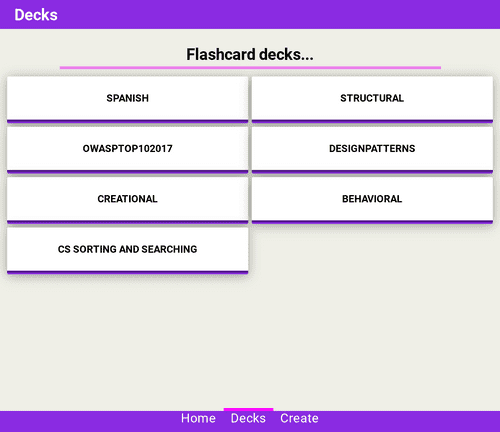 Decks
Flashcard decks...
SPANISH
STRUCTURAL
OWASPTOP102017
DESIGNPATTERNS
CREATIONAL
BEHAVIORAL
CS SORTING AND SEARCHING
Home Decks Create